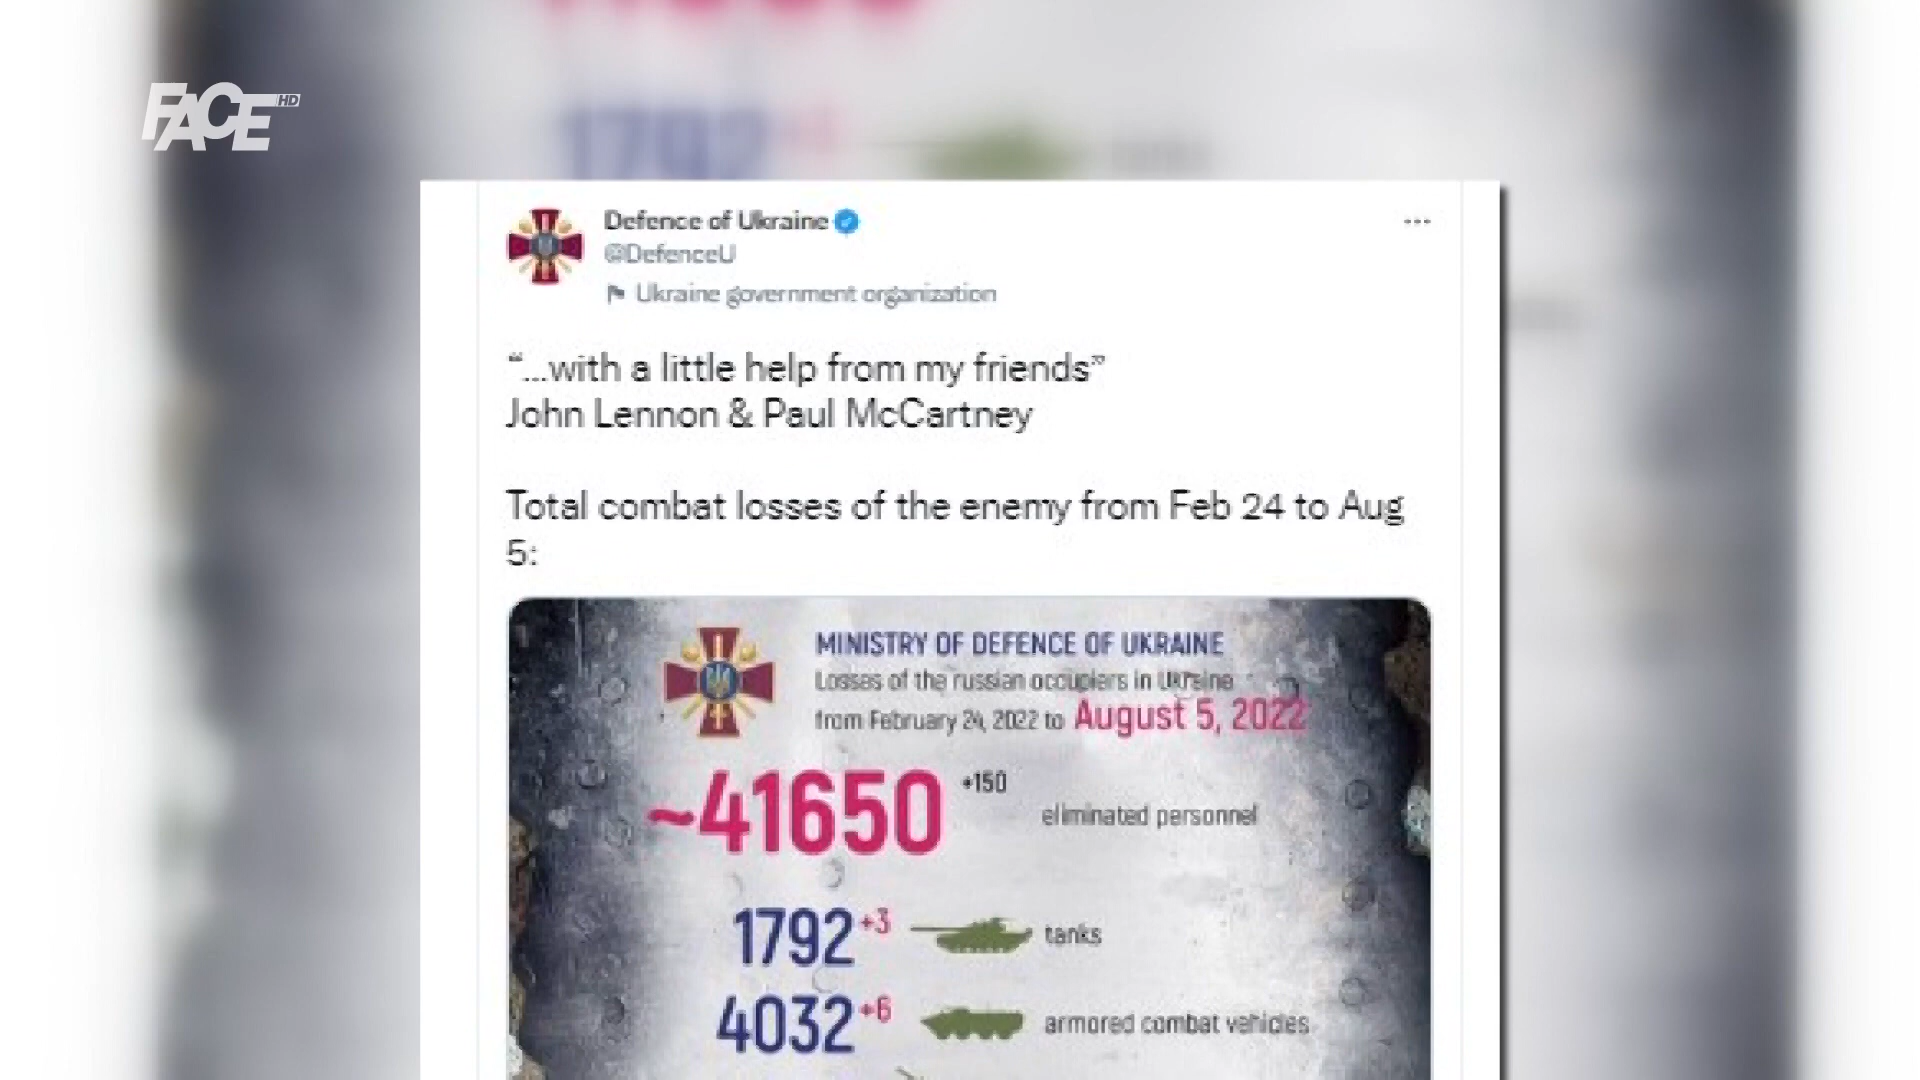 FACE HD
1792 +3 tanks
Defence of Ukraine
@DefenceU
Ukraine government organization
“...with a little help from my friends”
John Lennon & Paul McCartney
Total combat losses of the enemy from Feb 24 to Aug
5:
MINISTRY OF DEFENCE OF UKRAINE
Losses of the russian occupiers in Ukraine
from February 24, 2022 to August 5, 2022
~41650 +150 eliminated personnel
1792 +3 tanks
4032 +6 armored combat vehicles